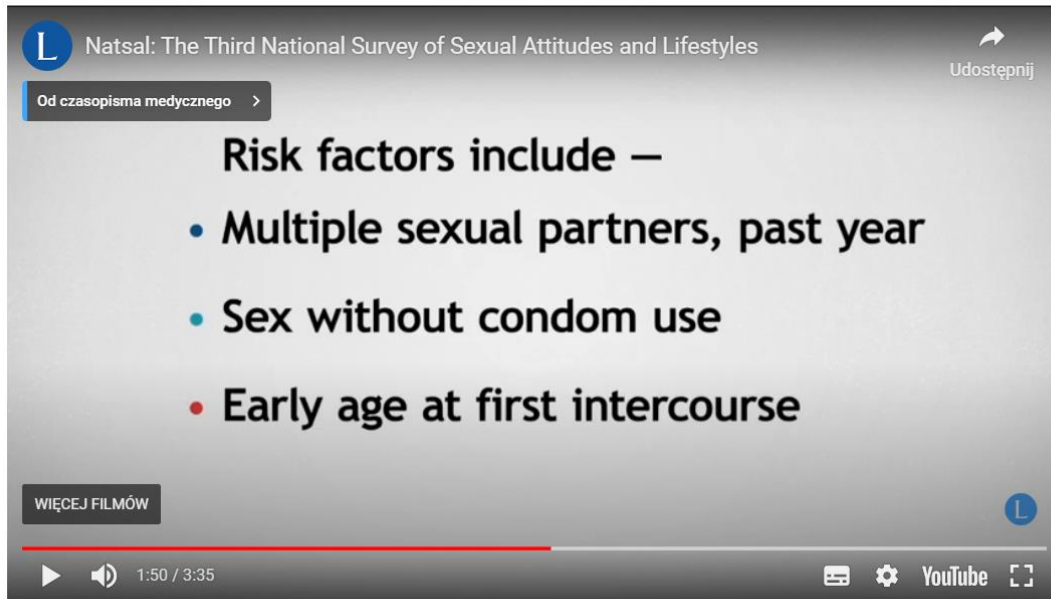 L
Natsal: The Third National Survey of Sexual Attitudes and Lifestyles
Udostępnij
Od czasopisma medycznego
Risk factors include —
• Multiple sexual partners, past year
• Sex without condom use
• Early age at first intercourse
WIĘCEJ FILMÓW
L
1:50 / 3:35
YouTube